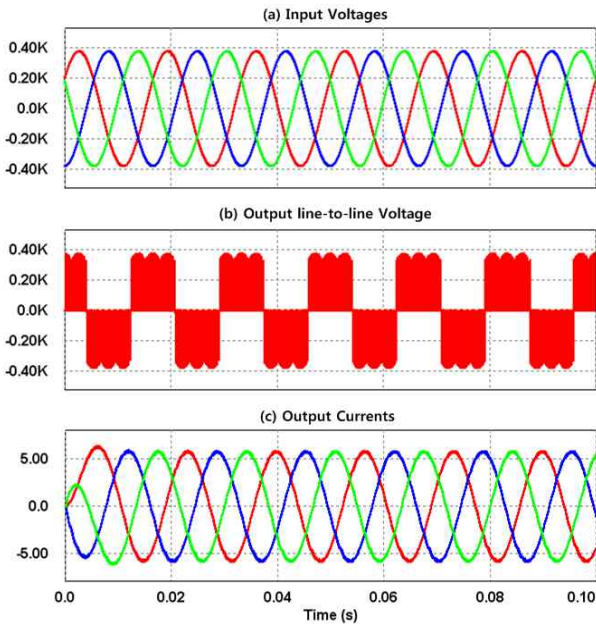 (a) Input Voltages
0.40K
0.20K
0.0K
-0.20K
-0.40K
(b) Output line-to-line Voltage
0.40K
0.20K
0.0K
-0.20K
-0.40K
(c) Output Currents
5.00
0.0
-5.00
0.0 0.02 0.04 0.06 0.08 0.10
Time (s)